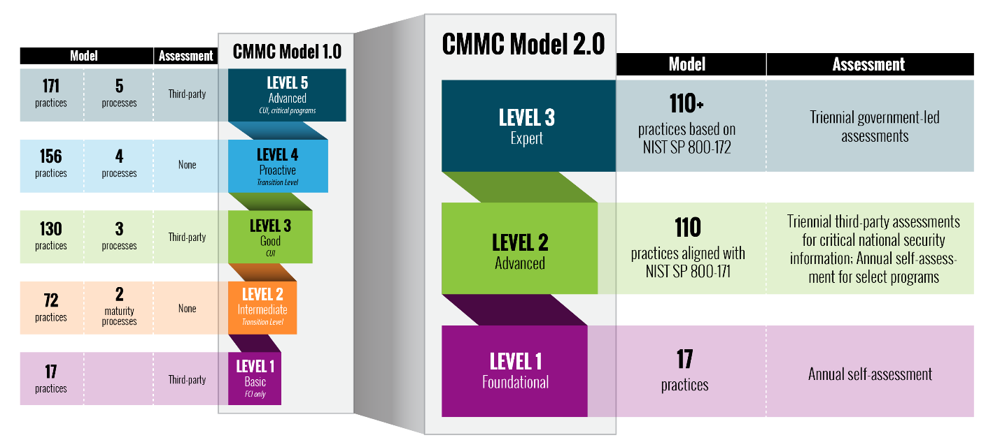 Model
Assessment
CMMC Model 1.0
171
practices
5
processes
Third-party
LEVEL 5
Advanced
CUI, critical programs
156
practices
4
processes
None
LEVEL 4
Proactive
Transition Level
130
practices
3
processes
Third-party
LEVEL 3
Good
CUI
72
practices
2
maturity
processes
None
LEVEL 2
Intermediate
Transition Level
17
practices
Third-party
LEVEL 1
Basic
FCI only
CMMC Model 2.0
Model
Assessment
LEVEL 3
Expert
110+
practices based on
NIST SP 800-172
Triennial government-led
assessments
LEVEL 2
Advanced
110
practices aligned with
NIST SP 800-171
Triennial third-party assessments
for critical national security
information; Annual self-assess-
ment for select programs
LEVEL 1
Foundational
17
practices
Annual self-assessment